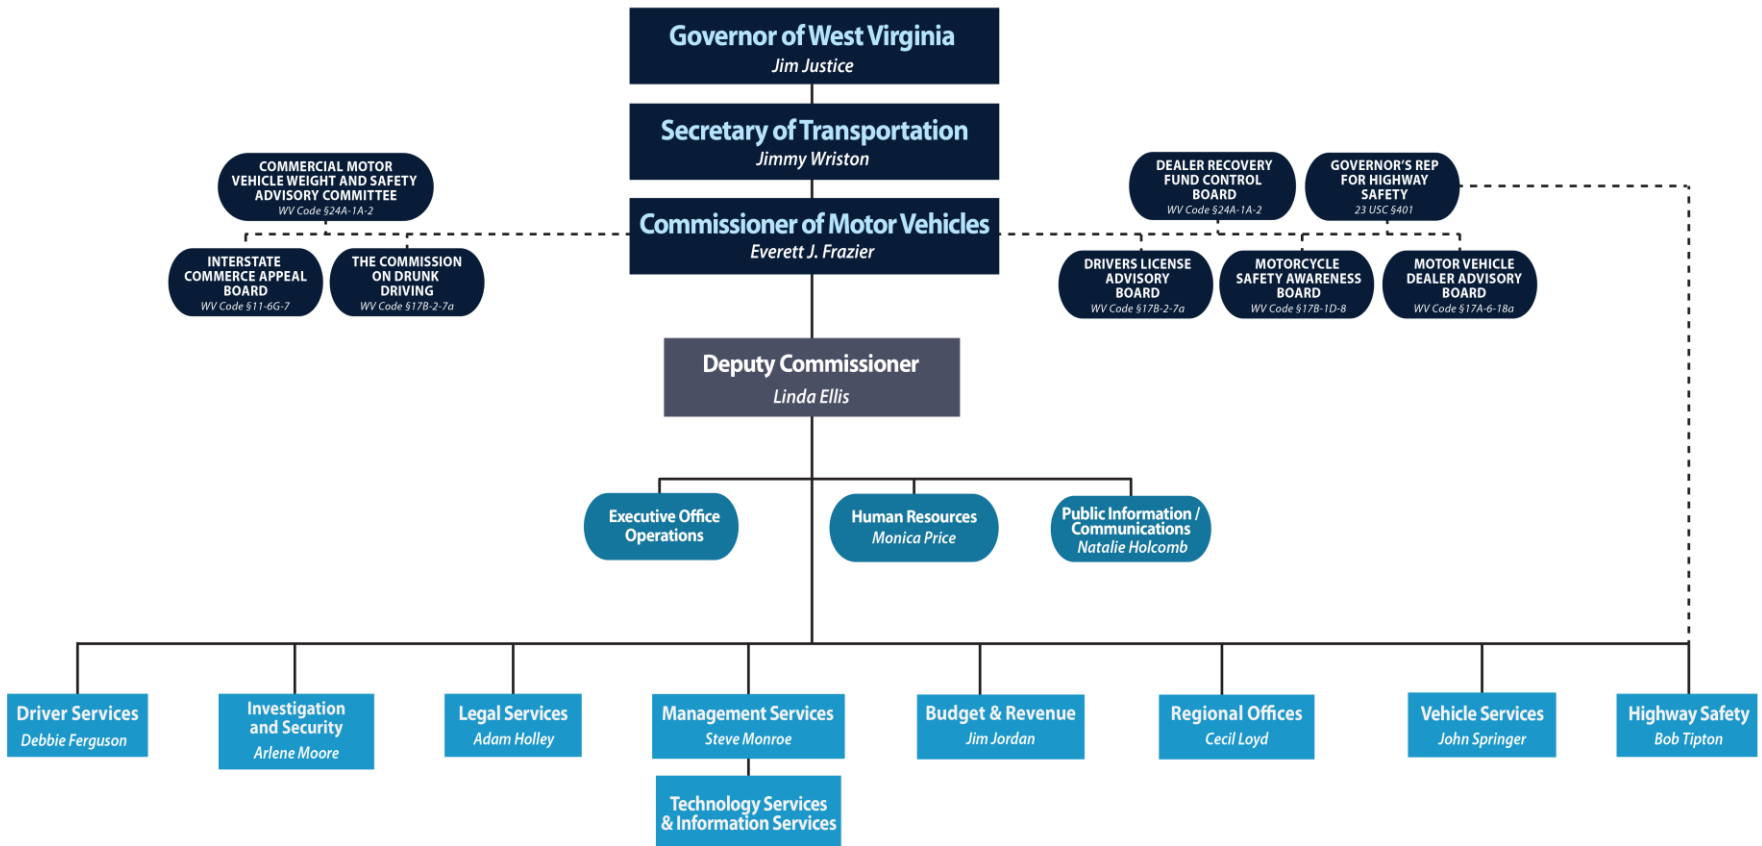 Governor of West Virginia
Jim Justice
Secretary of Transportation
Jimmy Wriston
COMMERCIAL MOTOR
VEHICLE WEIGHT AND SAFETY
ADVISORY COMMITTEE
WV Code §24A-1A-2
DEALER RECOVERY
FUND CONTROL
BOARD
WV Code §24A-1A-2
GOVERNOR'S REP
FOR HIGHWAY
SAFETY
23 USC §401
Commissioner of Motor Vehicles
Everett J. Frazier
INTERSTATE
COMMERCE APPEAL
BOARD
WV Code §11-6G-7
THE COMMISSION
ON DRUNK
DRIVING
WV Code §17B-2-7a
DRIVERS LICENSE
ADVISORY
BOARD
WV Code §17B-2-7a
MOTORCYCLE
SAFETY AWARENESS
BOARD
WV Code §17B-1D-8
MOTOR VEHICLE
DEALER ADVISORY
BOARD
WV Code §17A-6-18a
Deputy Commissioner
Linda Ellis
Executive Office
Operations
Human Resources
Monica Price
Public Information /
Communications
Natalie Holcomb
Driver Services
Debbie Ferguson
Investigation
and Security
Arlene Moore
Legal Services
Adam Holley
Management Services
Steve Monroe
Budget & Revenue
Jim Jordan
Regional Offices
Cecil Loyd
Vehicle Services
John Springer
Highway Safety
Bob Tipton
Technology Services
& Information Services